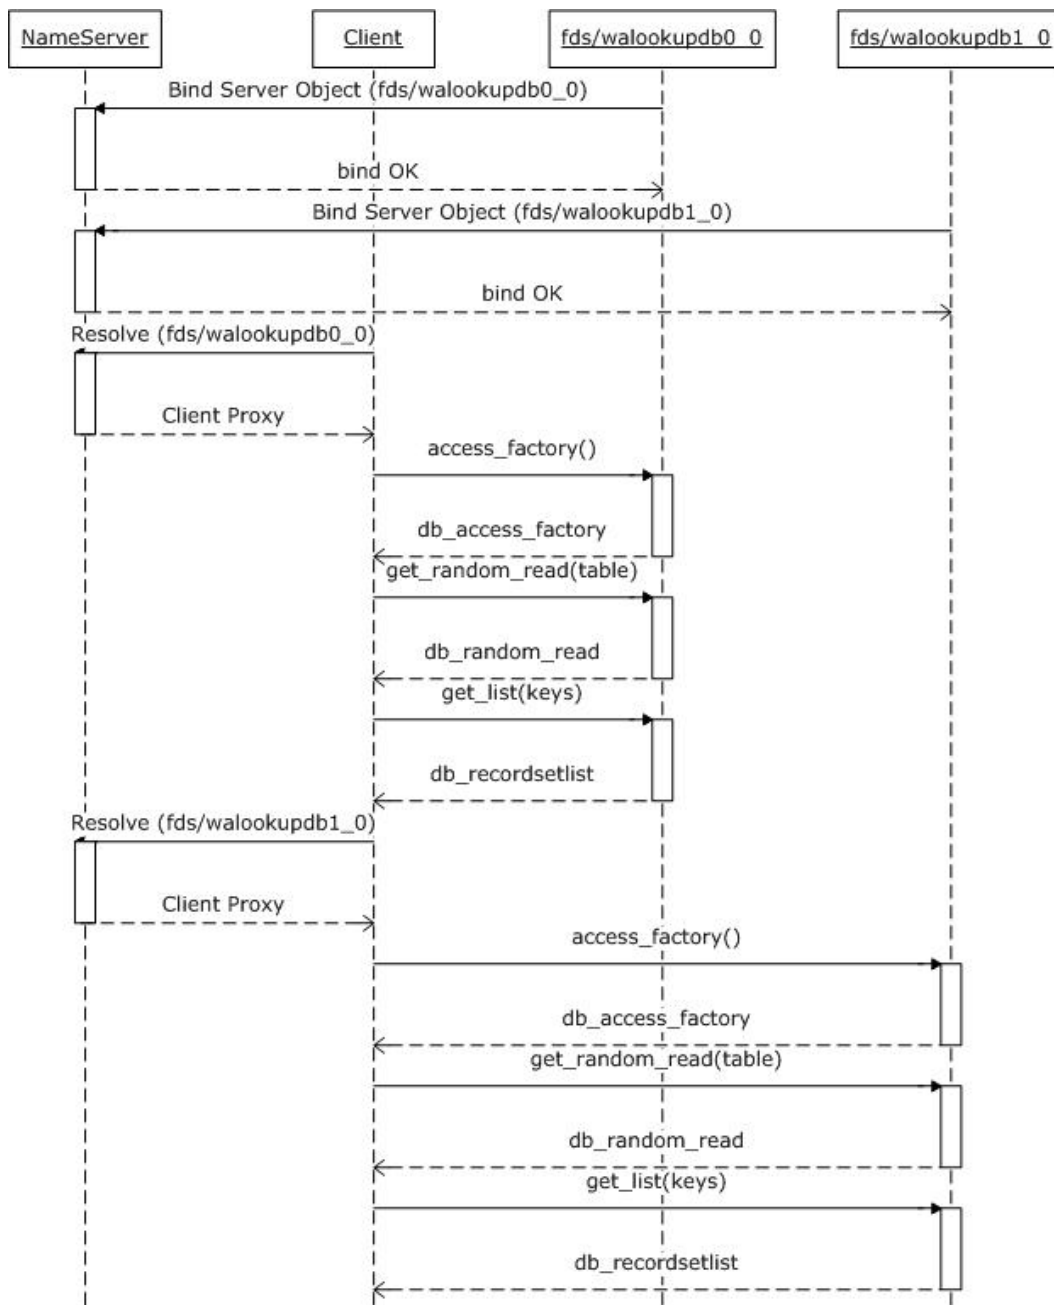 NameServer
Client
fds/walookupdb0_0
fds/walookupdb1_0
Bind Server Object (fds/walookupdb0_0)
bind OK
Bind Server Object (fds/walookupdb1_0)
bind OK
Resolve (fds/walookupdb0_0)
Client Proxy
access_factory()
db_access_factory
get_random_read(table)
db_random_read
get_list(keys)
db_recordsetlist
Resolve (fds/walookupdb1_0)
Client Proxy
access_factory()
db_access_factory
get_random_read(table)
db_random_read
get_list(keys)
db_recordsetlist